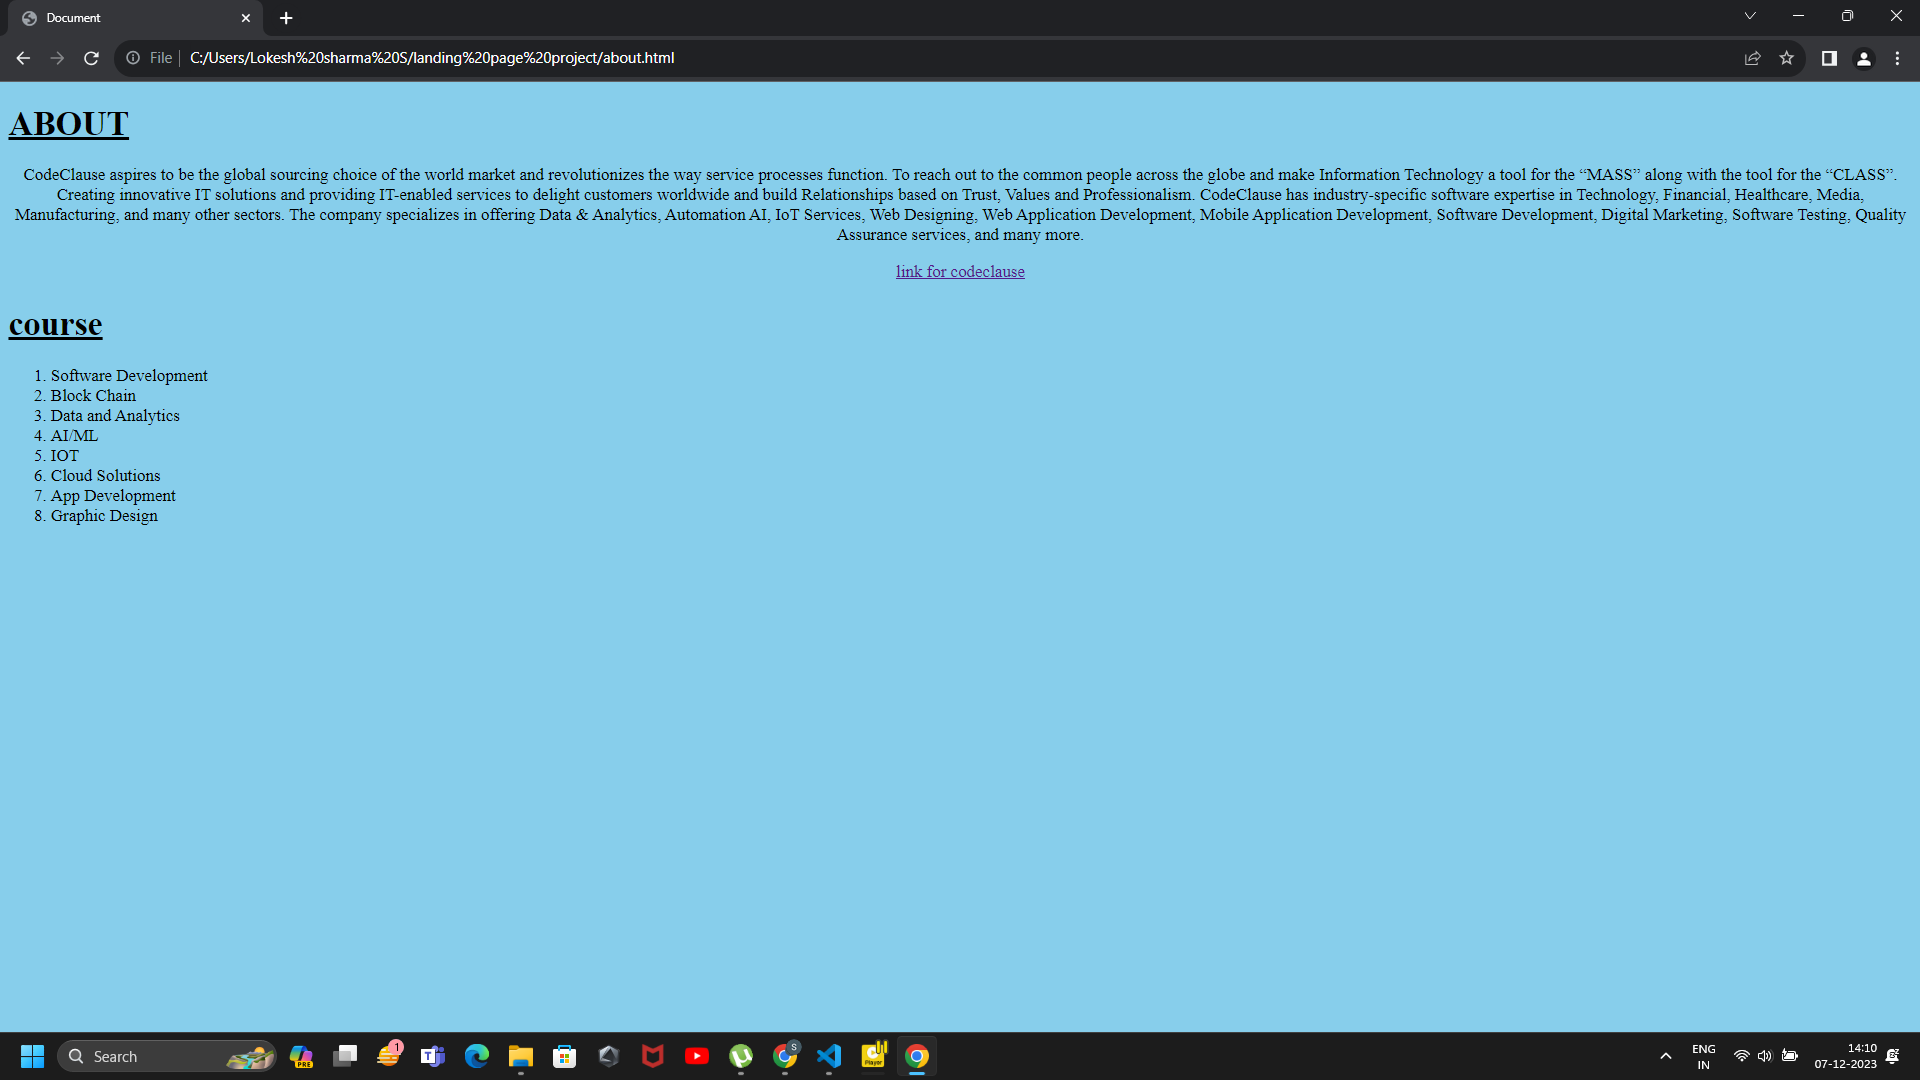 Document
File
C:/Users/Lokesh%20sharma%20S/landing%20page%20project/about.html
ABOUT
CodeClause aspires to be the global sourcing choice of the world market and revolutionizes the way service processes function. To reach out to the common people across the globe and make Information Technology a tool for the “MASS” along with the tool for the “CLASS”.
Creating innovative IT solutions and providing IT-enabled services to delight customers worldwide and build Relationships based on Trust, Values and Professionalism. CodeClause has industry-specific software expertise in Technology, Financial, Healthcare, Media,
Manufacturing, and many other sectors. The company specializes in offering Data & Analytics, Automation AI, IoT Services, Web Designing, Web Application Development, Mobile Application Development, Software Development, Digital Marketing, Software Testing, Quality
Assurance services, and many more.
link for codeclause
course
1. Software Development
2. Block Chain
3. Data and Analytics
4. AI/ML
5. IOT
6. Cloud Solutions
7. App Development
8. Graphic Design
Search
PRE
1
S
Player
ENG
IN
14:10
07-12-2023